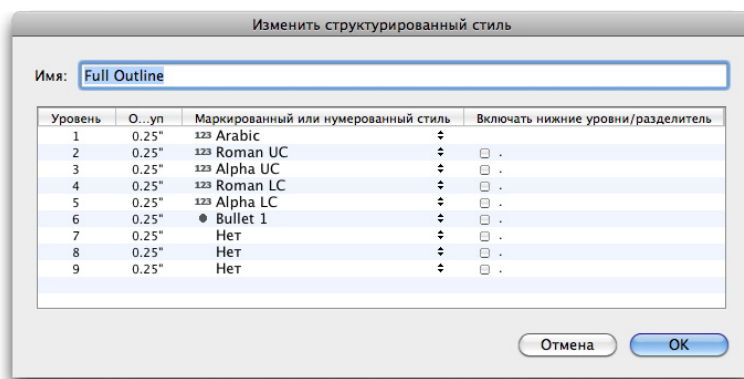 Изменить структурированный стиль
Имя: Full Outline
Уровень О...уп Маркированный или нумерованный стиль Включать нижние уровни/разделитель
1 0.25" 123 Arabic
2 0.25" 123 Roman UC .
3 0.25" 123 Alpha UC .
4 0.25" 123 Roman LC .
5 0.25" 123 Alpha LC .
6 0.25" Bullet 1 .
7 0.25" Нет .
8 0.25" Нет .
9 0.25" Нет .
Отмена OK